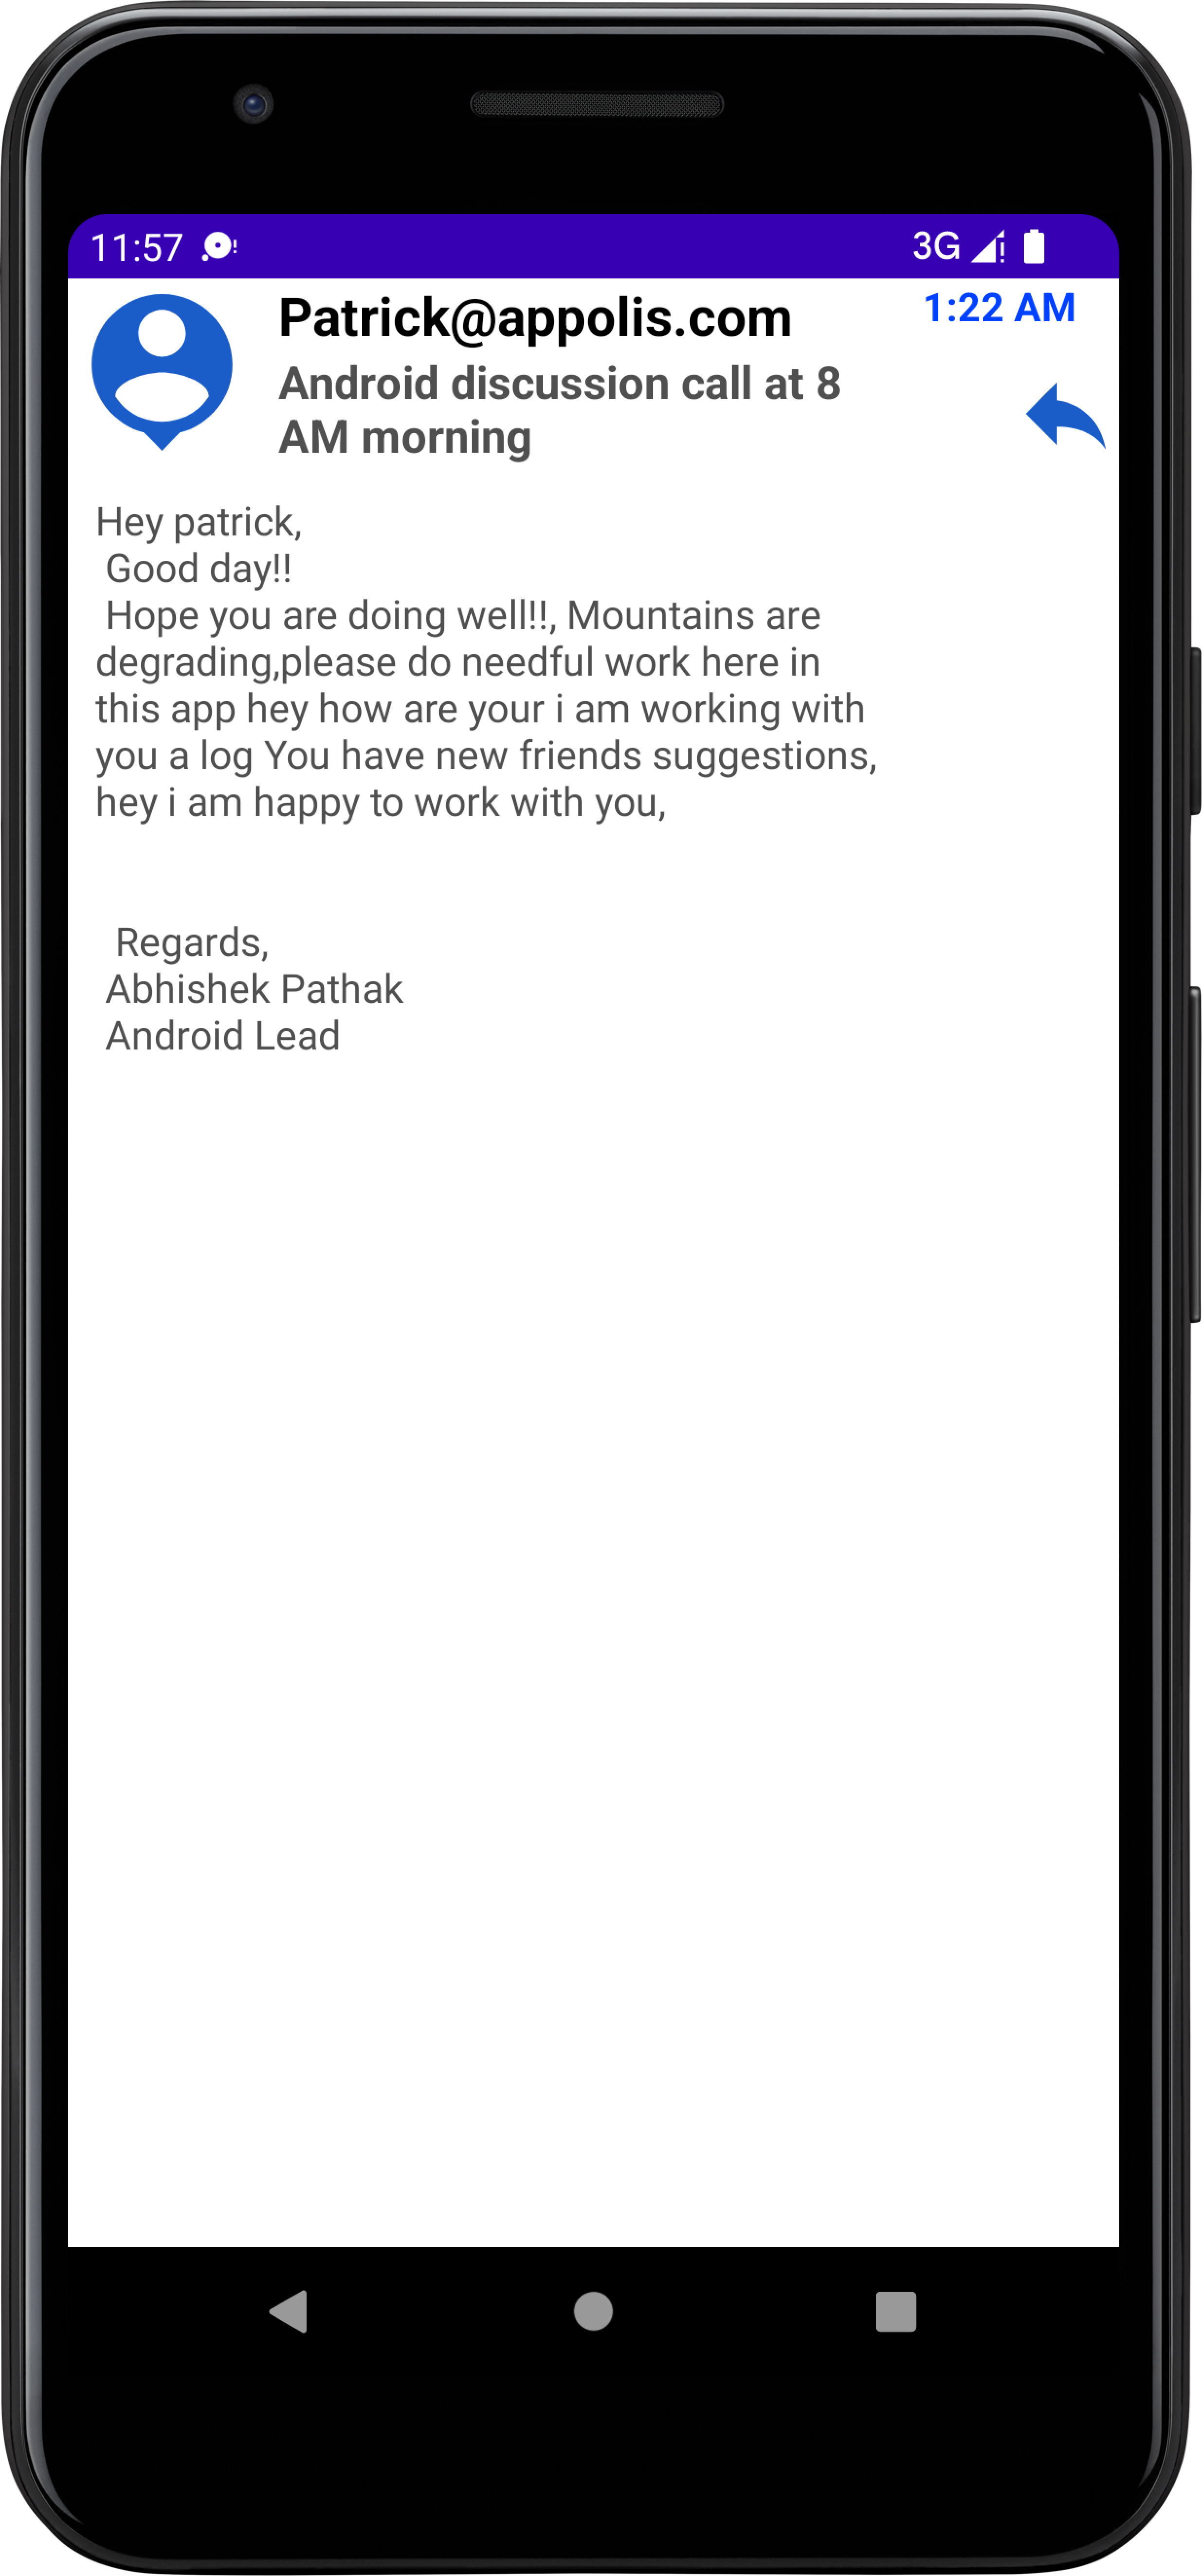 11:57
3G
Patrick@appolis.com
1:22 AM
Android discussion call at 8
AM morning
Hey patrick,
Good day!!
Hope you are doing well!!, Mountains are
degrading,please do needful work here in
this app hey how are your i am working with
you a log You have new friends suggestions,
hey i am happy to work with you,
Regards,
Abhishek Pathak
Android Lead